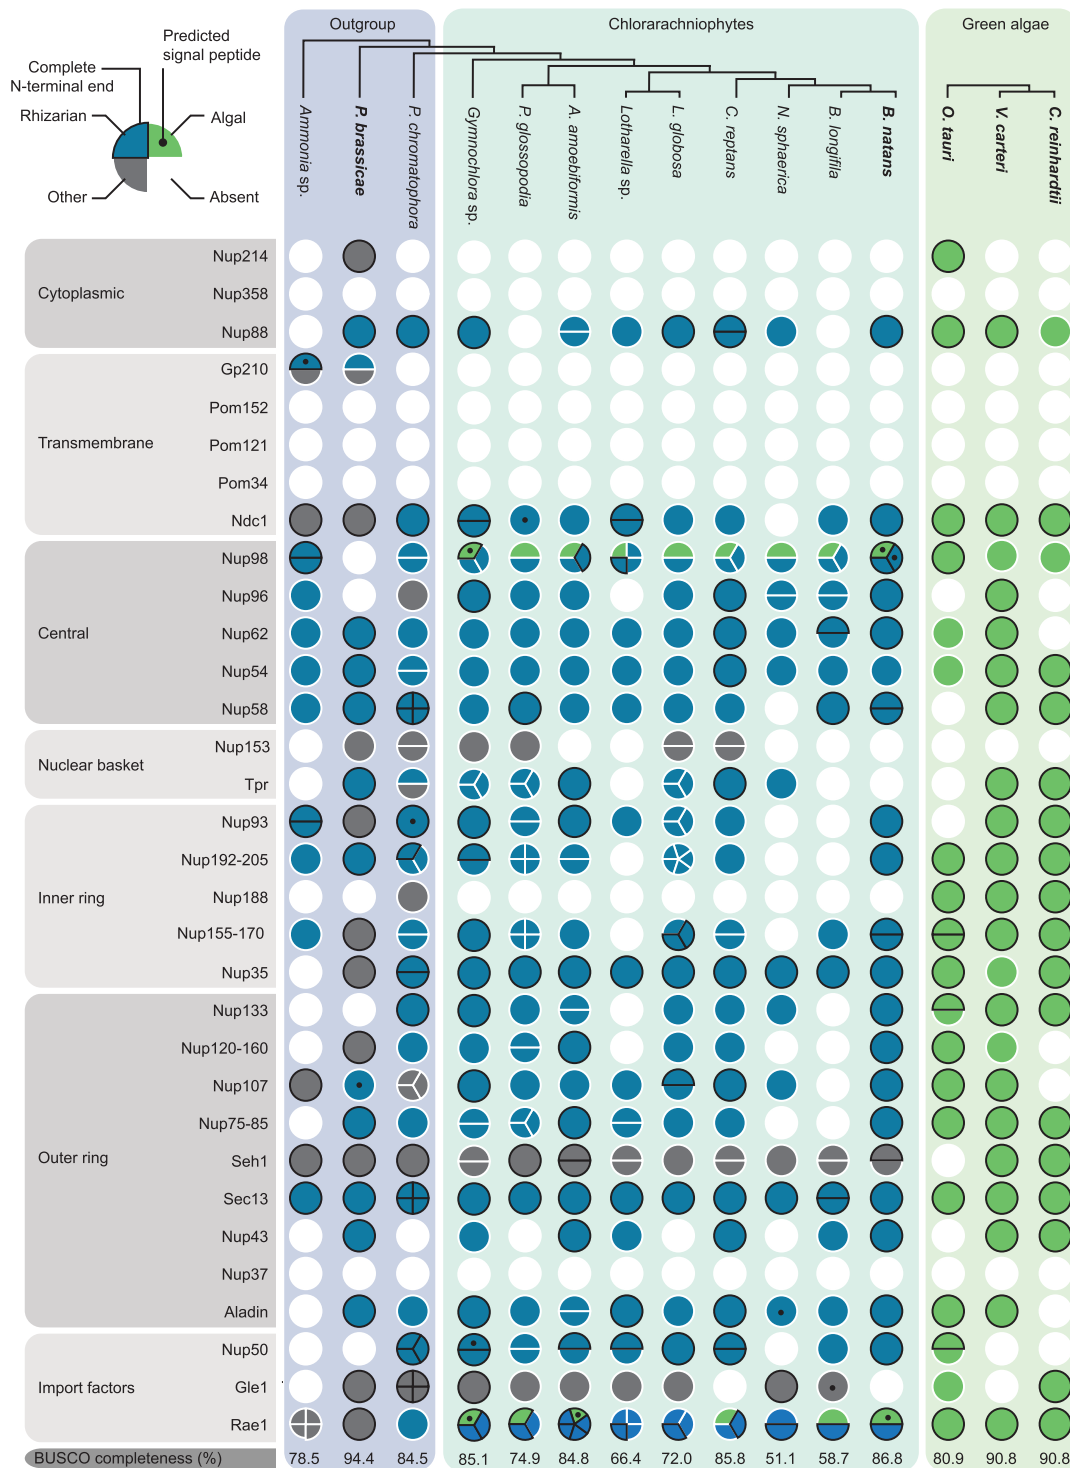 Outgroup
Chlorarachniophytes
Green algae
Predicted
signal peptide
Complete
N-terminal end
Rhizarian
Algal
Other
Absent
Ammonia sp.
P. brassicae
P. chromatophora
Gymnochlora sp.
P. glossopodia
A. amoebiformis
Lotharella sp.
L. globosa
C. reptans
N. sphaerica
B. longifila
B. natans
O. tauri
V. carteri
C. reinhardtii
Cytoplasmic
Nup214
Nup358
Nup88
Transmembrane
Gp210
Pom152
Pom121
Pom34
Ndc1
Central
Nup98
Nup96
Nup62
Nup54
Nup58
Nuclear basket
Nup153
Tpr
Inner ring
Nup93
Nup192-205
Nup188
Nup155-170
Nup35
Outer ring
Nup133
Nup120-160
Nup107
Nup75-85
Seh1
Sec13
Nup43
Nup37
Aladin
Import factors
Nup50
Gle1
Rae1
BUSCO completeness (%) 78.5 94.4 84.5 85.1 74.9 84.8 66.4 72.0 85.8 51.1 58.7 86.8 80.9 90.8 90.8